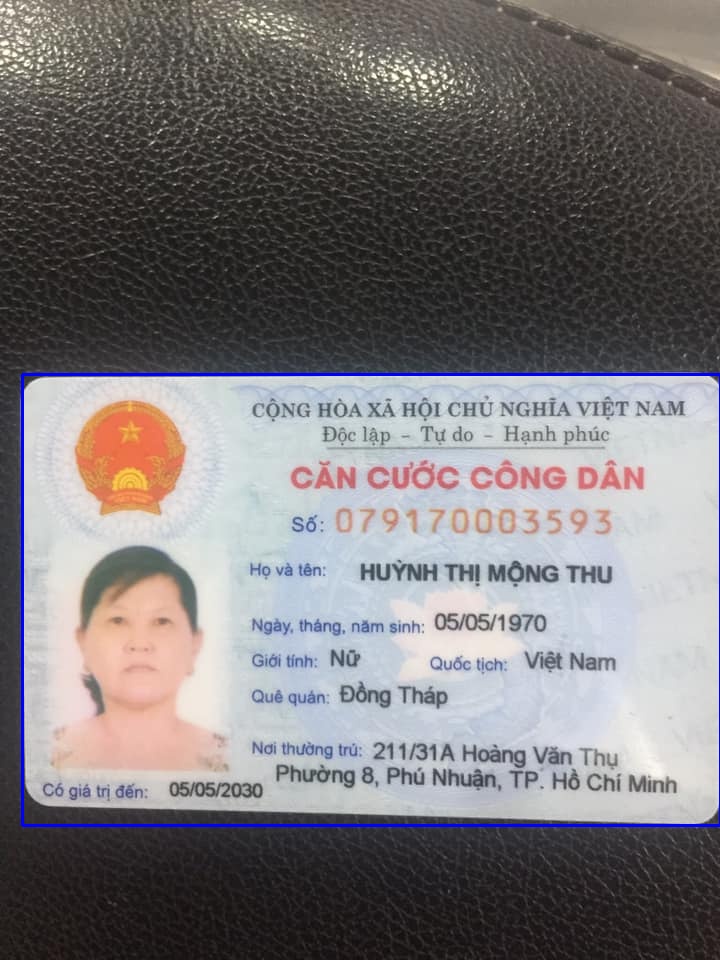 CỘNG HÒA XÃ HỘI CHỦ NGHĨA VIỆT NAM
Độc lập - Tự do - Hạnh phúc
CĂN CƯỚC CÔNG DÂN
Số: 079170003593
Họ và tên: HUỲNH THỊ MỘNG THU
Ngày, tháng, năm sinh: 05/05/1970
Giới tính: Nữ Quốc tịch: Việt Nam
Quê quán: Đồng Tháp
Nơi thường trú: 211/31A Hoàng Văn Thụ
Phường 8, Phú Nhuận, TP. Hồ Chí Minh
Có giá trị đến: 05/05/2030